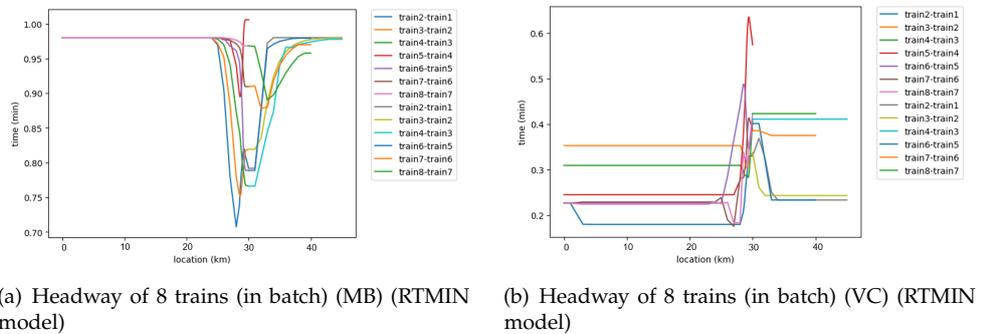 1.00
0.95
0.90
0.85
0.80
0.75
0.70
time (min)
0 10 20 30 40
location (km)
train2-train1
train3-train2
train4-train3
train5-train4
train6-train5
train7-train6
train8-train7
train2-train1
train3-train2
train4-train3
train6-train5
train7-train6
train8-train7
0.6
0.5
0.4
0.3
0.2
time (min)
0 10 20 30 40
location (km)
train2-train1
train3-train2
train4-train3
train5-train4
train6-train5
train7-train6
train8-train7
train2-train1
train3-train2
train4-train3
train6-train5
train7-train6
train8-train7
(a) Headway of 8 trains (in batch) (MB) (RTMIN
model)
(b) Headway of 8 trains (in batch) (VC) (RTMIN
model)